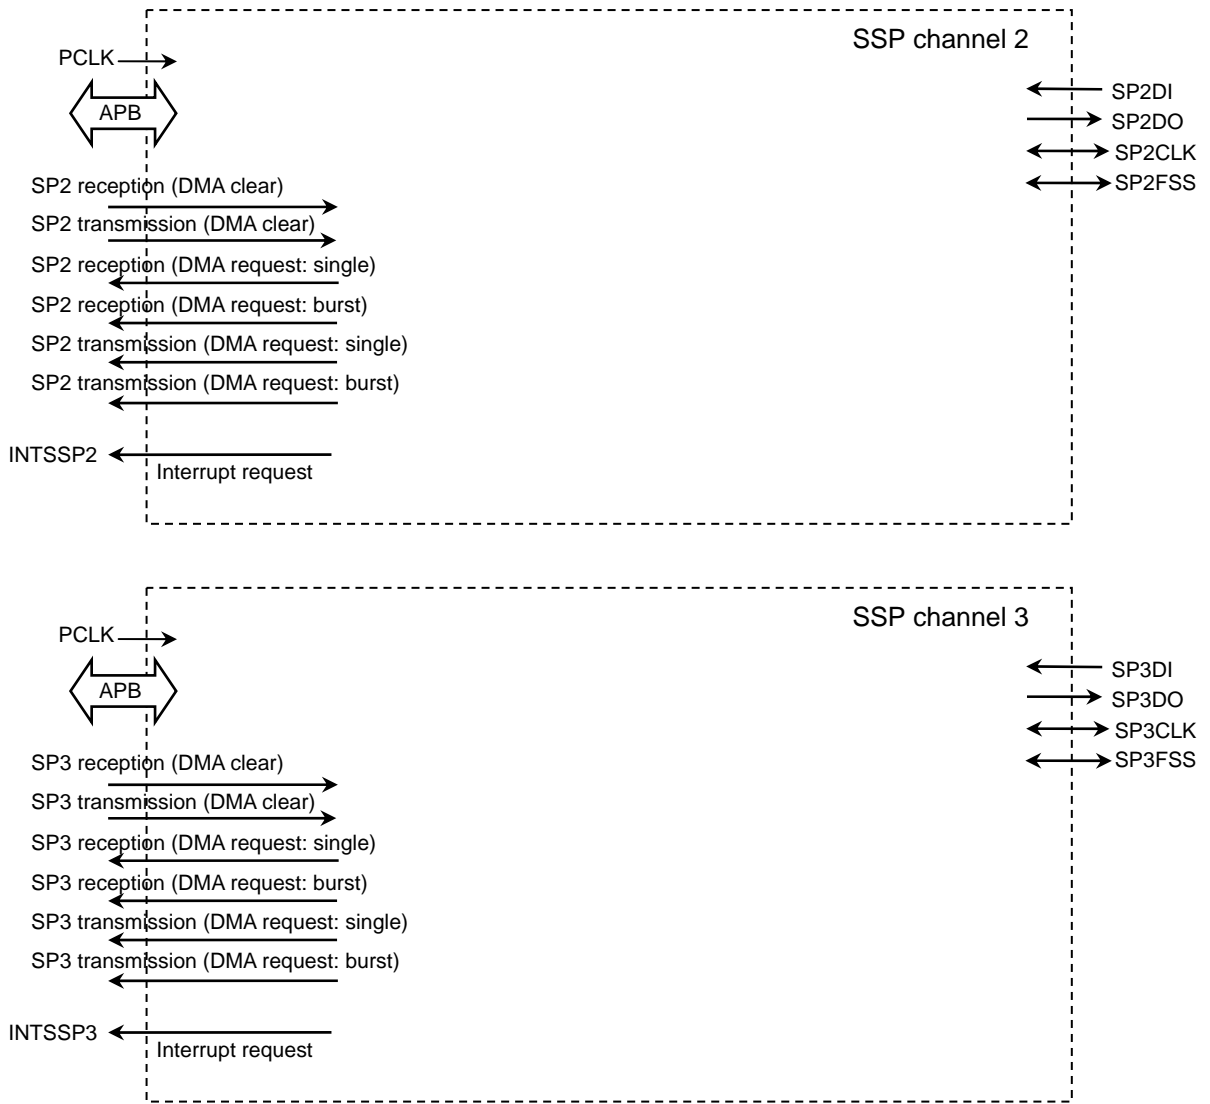 SSP channel 2
PCLK
APB
SP2DI
SP2DO
SP2CLK
SP2FSS
SP2 reception (DMA clear)
SP2 transmission (DMA clear)
SP2 reception (DMA request: single)
SP2 reception (DMA request: burst)
SP2 transmission (DMA request: single)
SP2 transmission (DMA request: burst)
INTSSP2
Interrupt request
SSP channel 3
PCLK
APB
SP3DI
SP3DO
SP3CLK
SP3FSS
SP3 reception (DMA clear)
SP3 transmission (DMA clear)
SP3 reception (DMA request: single)
SP3 reception (DMA request: burst)
SP3 transmission (DMA request: single)
SP3 transmission (DMA request: burst)
INTSSP3
Interrupt request